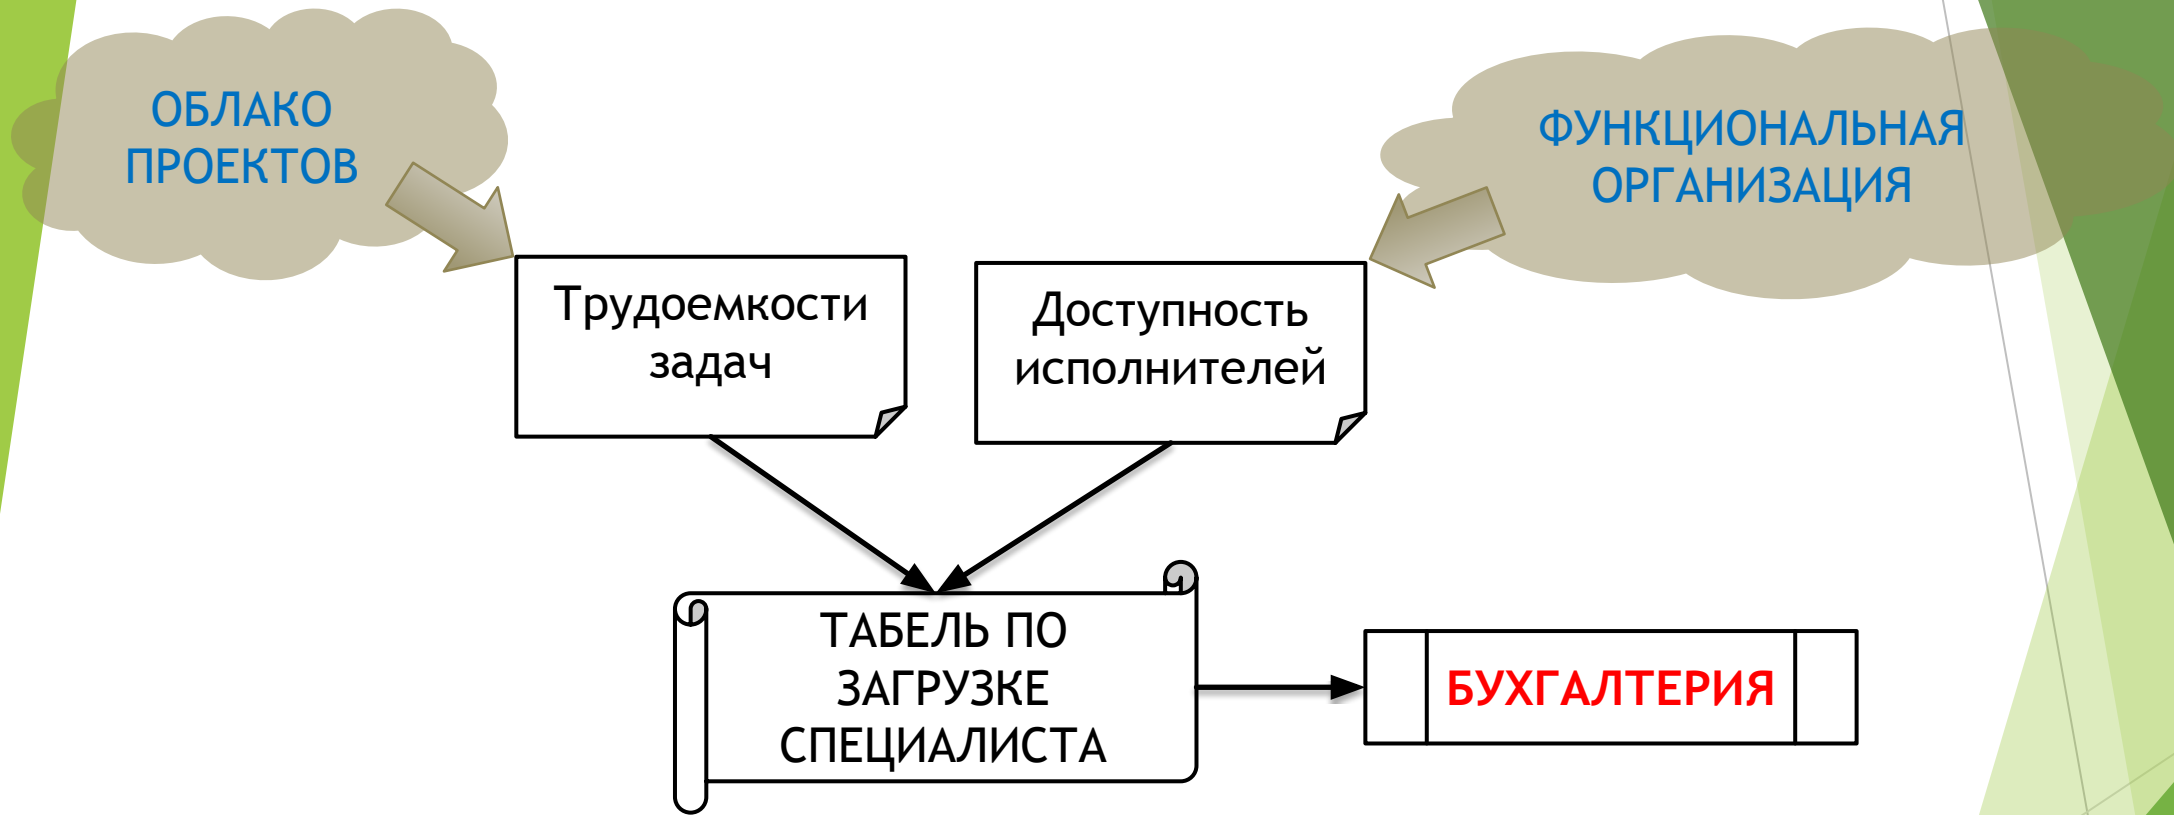 ОБЛАКО
ПРОЕКТОВ
ФУНКЦИОНАЛЬНАЯ
ОРГАНИЗАЦИЯ
Трудоемкости
задач
Доступность
исполнителей
ТАБЕЛЬ ПО
ЗАГРУЗКЕ
СПЕЦИАЛИСТА
БУХГАЛТЕРИЯ